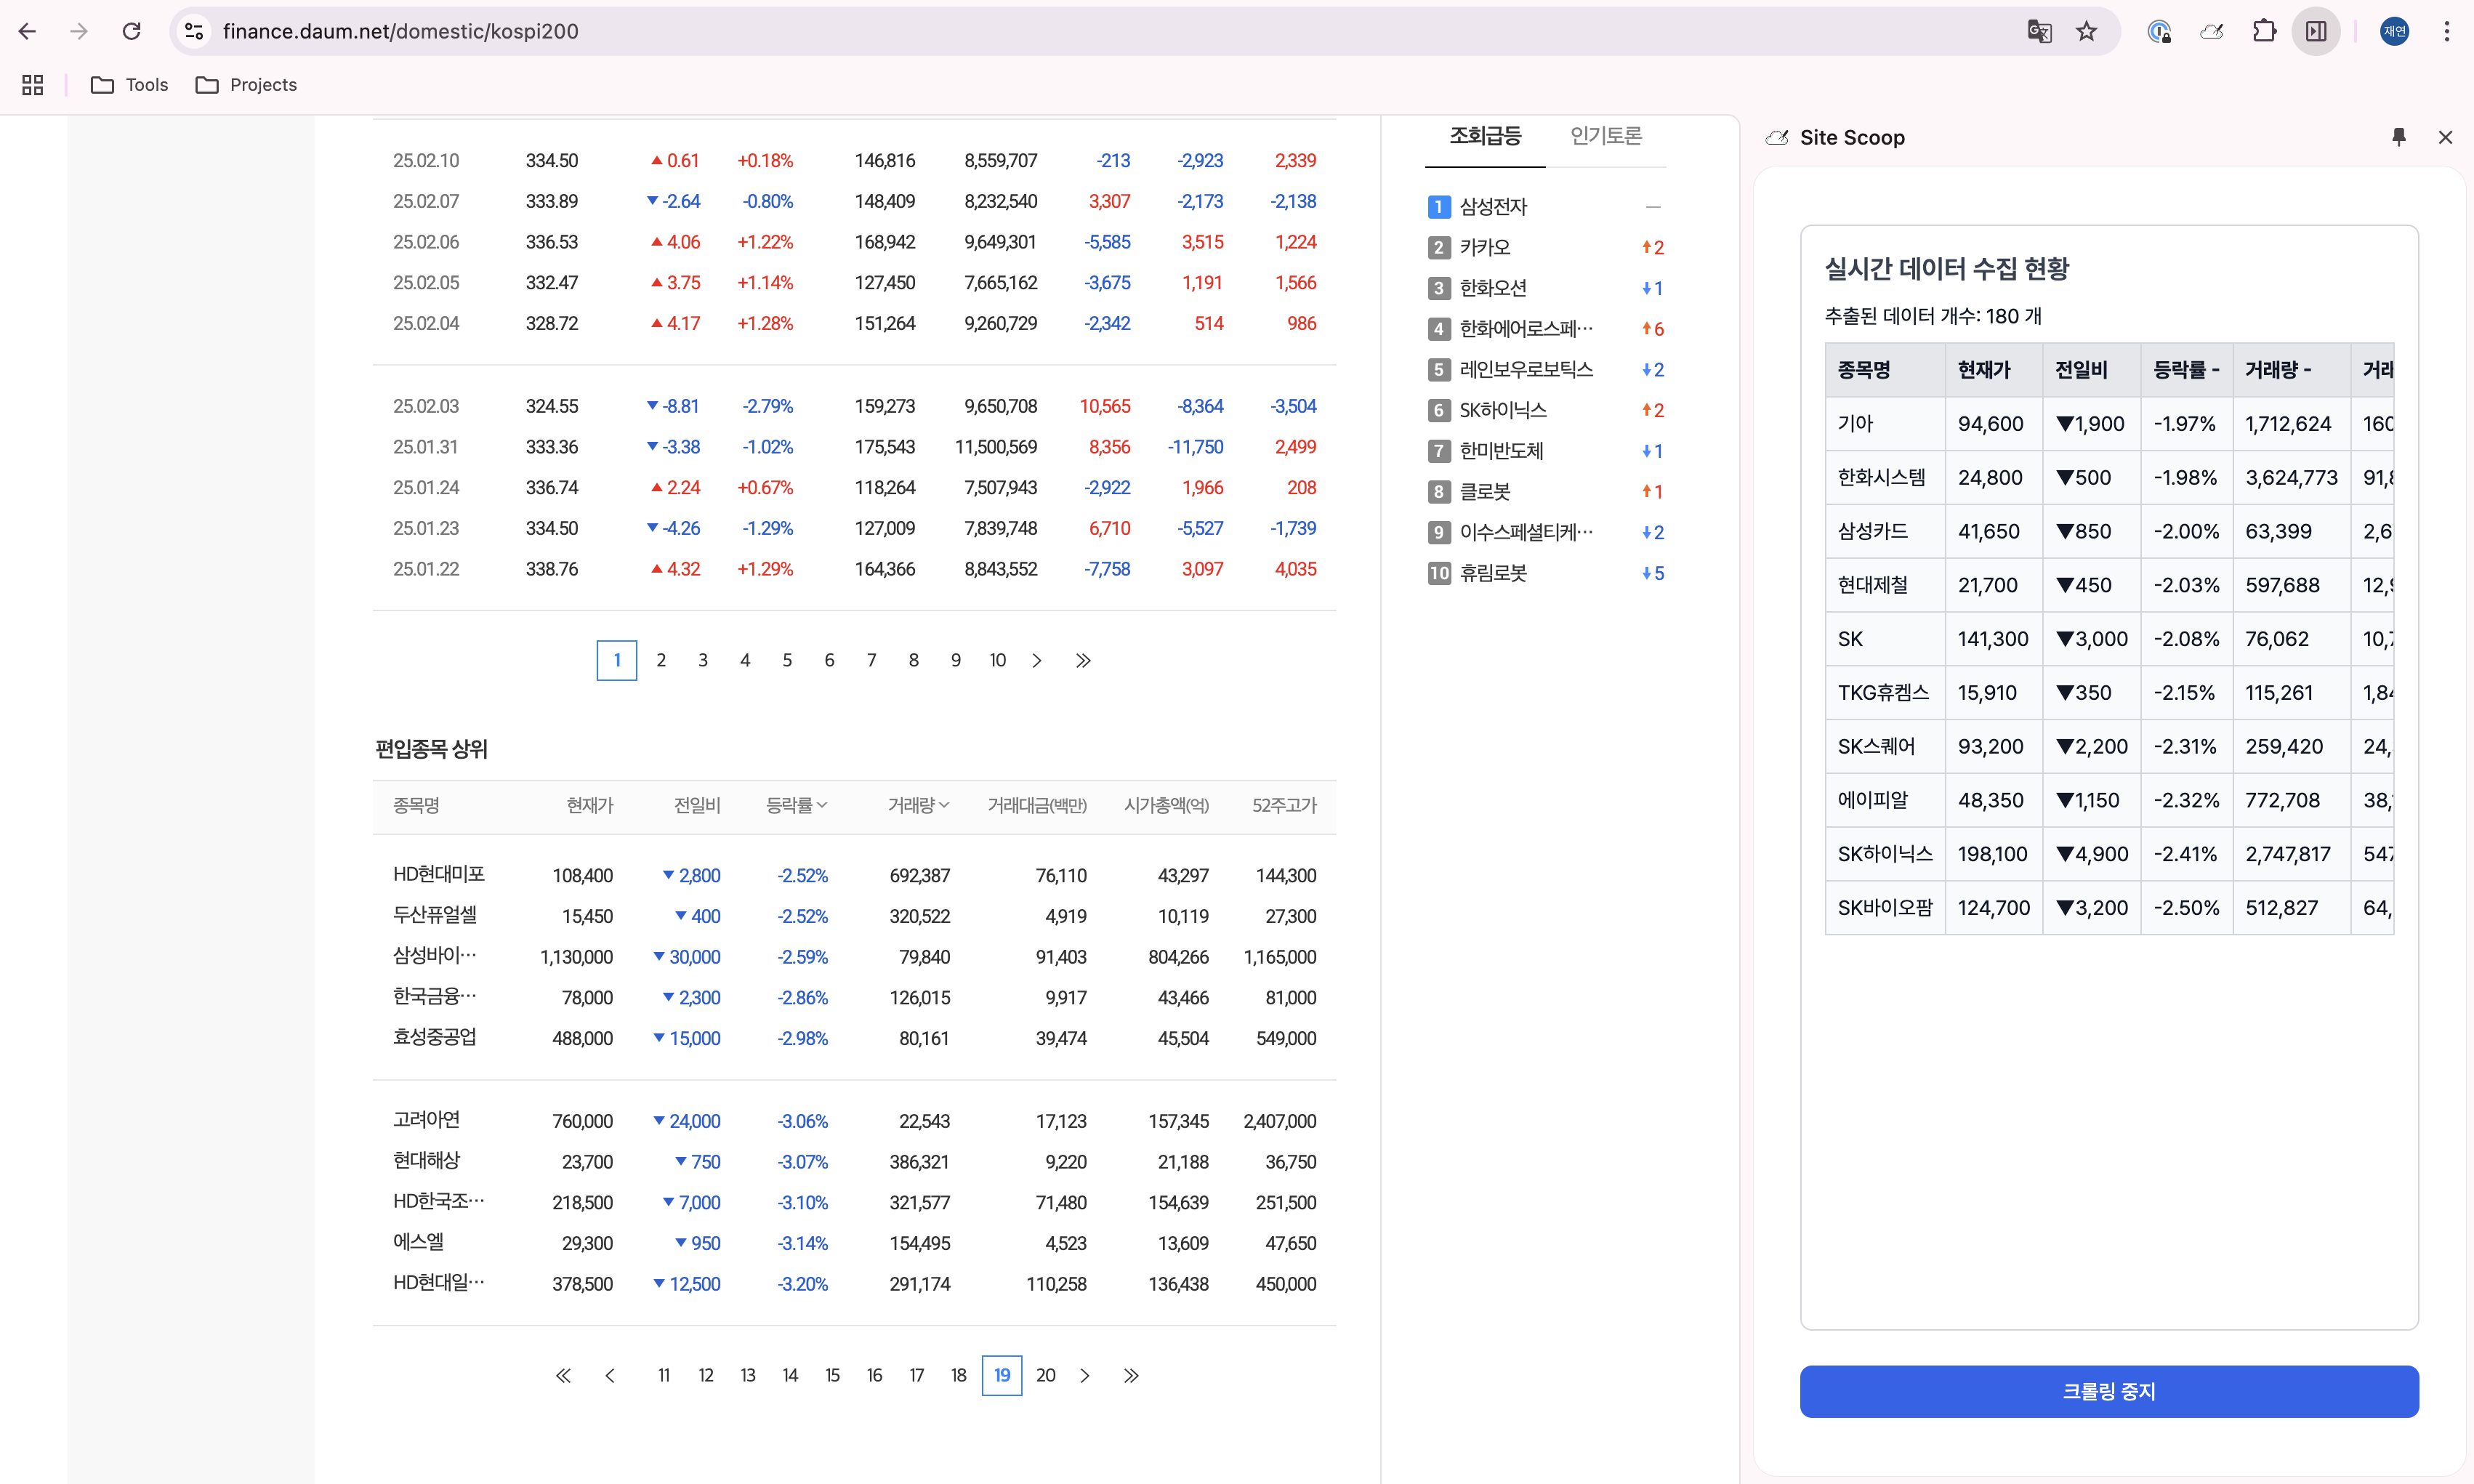 finance.daum.net/domestic/kospi200
재연
Tools
Projects
25.02.10 334.50 ▲ 0.61 +0.18% 146,816 8,559,707 -213 -2,923 2,339
25.02.07 333.89 ▼ -2.64 -0.80% 148,409 8,232,540 3,307 -2,173 -2,138
25.02.06 336.53 ▲ 4.06 +1.22% 168,942 9,649,301 -5,585 3,515 1,224
25.02.05 332.47 ▲ 3.75 +1.14% 127,450 7,665,162 -3,675 1,191 1,566
25.02.04 328.72 ▲ 4.17 +1.28% 151,264 9,260,729 -2,342 514 986
25.02.03 324.55 ▼ -8.81 -2.79% 159,273 9,650,708 10,565 -8,364 -3,504
25.01.31 333.36 ▼ -3.38 -1.02% 175,543 11,500,569 8,356 -11,750 2,499
25.01.24 336.74 ▲ 2.24 +0.67% 118,264 7,507,943 -2,922 1,966 208
25.01.23 334.50 ▼ -4.26 -1.29% 127,009 7,839,748 6,710 -5,527 -1,739
25.01.22 338.76 ▲ 4.32 +1.29% 164,366 8,843,552 -7,758 3,097 4,035
1 2 3 4 5 6 7 8 9 10 > ≫
편입종목 상위
종목명 현재가 전일비 등락률 거래량 거래대금(백만) 시가총액(억) 52주고가
HD현대미포 108,400 ▼ 2,800 -2.52% 692,387 76,110 43,297 144,300
두산퓨얼셀 15,450 ▼ 400 -2.52% 320,522 4,919 10,119 27,300
삼성바이… 1,130,000 ▼ 30,000 -2.59% 79,840 91,403 804,266 1,165,000
한국금융… 78,000 ▼ 2,300 -2.86% 126,015 9,917 43,466 81,000
효성중공업 488,000 ▼ 15,000 -2.98% 80,161 39,474 45,504 549,000
고려아연 760,000 ▼ 24,000 -3.06% 22,543 17,123 157,345 2,407,000
현대해상 23,700 ▼ 750 -3.07% 386,321 9,220 21,188 36,750
HD한국조… 218,500 ▼ 7,000 -3.10% 321,577 71,480 154,639 251,500
에스엘 29,300 ▼ 950 -3.14% 154,495 4,523 13,609 47,650
HD현대일… 378,500 ▼ 12,500 -3.20% 291,174 110,258 136,438 450,000
≪ < 11 12 13 14 15 16 17 18 19 20 > ≫
조회급등 인기토론
1 삼성전자 —
2 카카오 ↑2
3 한화오션 ↓1
4 한화에어로스페… ↑6
5 레인보우로보틱스 ↓2
6 SK하이닉스 ↑2
7 한미반도체 ↓1
8 클로봇 ↑1
9 이수스페셜티케… ↓2
10 휴림로봇 ↓5
Site Scoop
실시간 데이터 수집 현황
추출된 데이터 개수: 180 개
종목명 현재가 전일비 등락률 - 거래량 - 거래
기아 94,600 ▼1,900 -1.97% 1,712,624 160
한화시스템 24,800 ▼500 -1.98% 3,624,773 91,8
삼성카드 41,650 ▼850 -2.00% 63,399 2,6
현대제철 21,700 ▼450 -2.03% 597,688 12,9
SK 141,300 ▼3,000 -2.08% 76,062 10,7
TKG휴켐스 15,910 ▼350 -2.15% 115,261 1,84
SK스퀘어 93,200 ▼2,200 -2.31% 259,420 24,
에이피알 48,350 ▼1,150 -2.32% 772,708 38,
SK하이닉스 198,100 ▼4,900 -2.41% 2,747,817 547
SK바이오팜 124,700 ▼3,200 -2.50% 512,827 64,
크롤링 중지